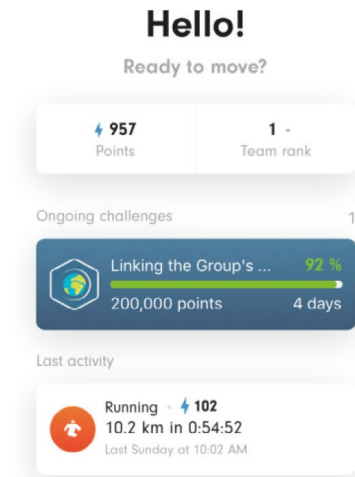 Hello!
Ready to move?
957
Points
1 -
Team rank
Ongoing challenges 1
Linking the Group's ... 92 %
200,000 points 4 days
Last activity
Running - 102
10.2 km in 0:54:52
Last Sunday at 10:02 AM